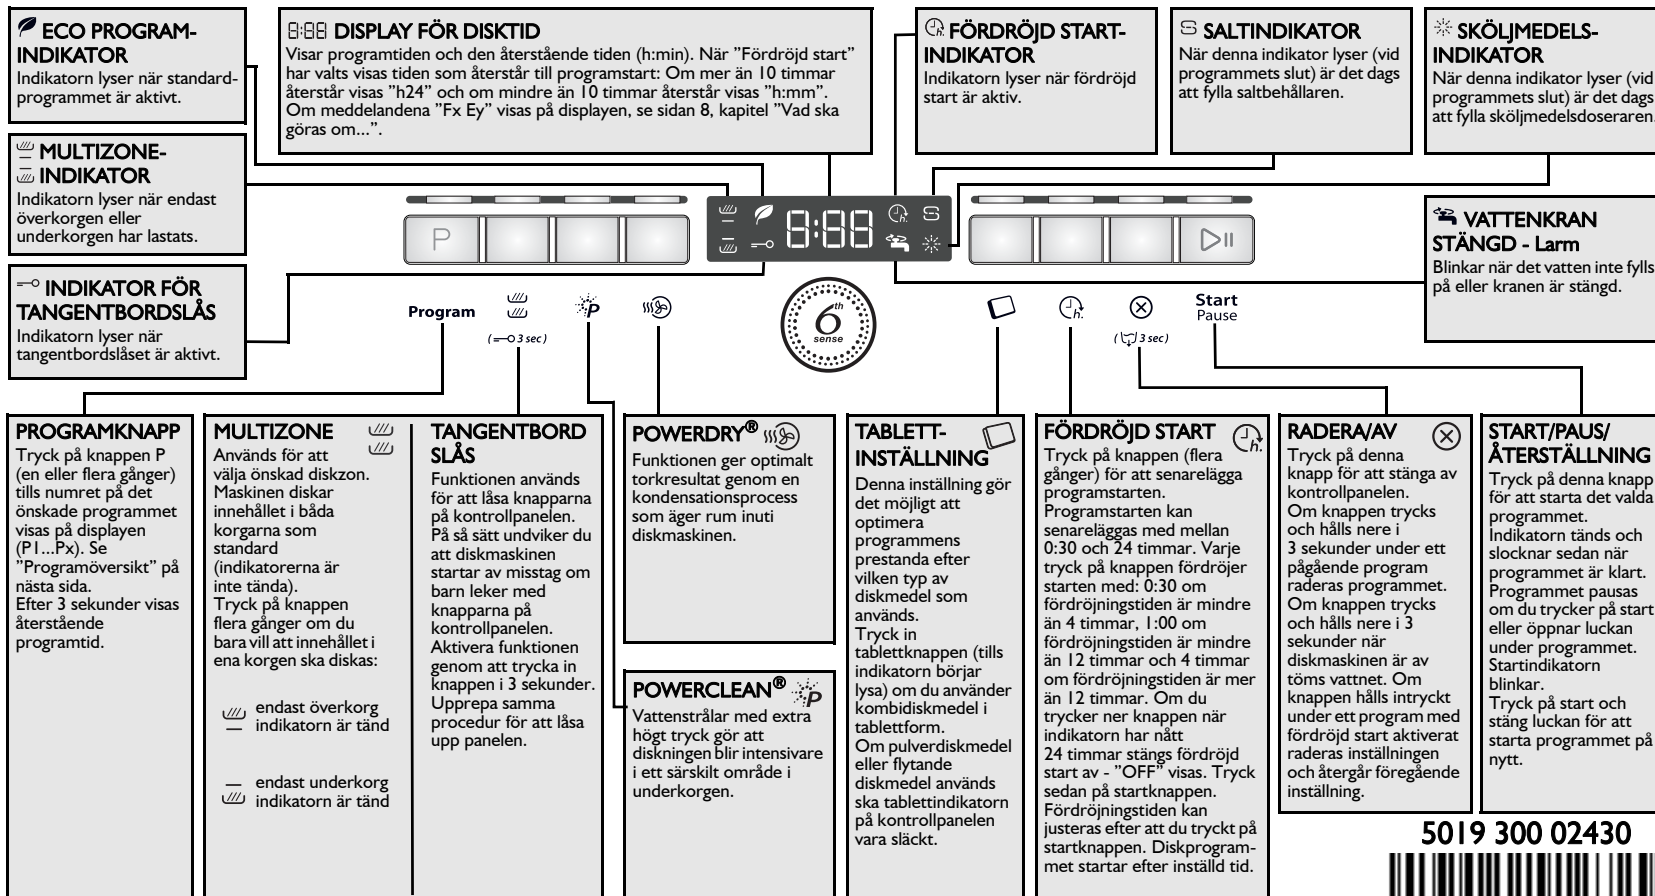 ECO PROGRAM-
INDIKATOR
Indikatorn lyser när standard-
programmet är aktivt.
8:88 DISPLAY FÖR DISKTID
Visar programtiden och den återstående tiden (h:min). När ”Fördröjd start”
har valts visas tiden som återstår till programstart: Om mer än 10 timmar
återstår visas ”h24” och om mindre än 10 timmar återstår visas ”h:mm”.
Om meddelandena ”Fx Ey” visas på displayen, se sidan 8, kapitel ”Vad ska
göras om...”.
h. FÖRDRÖJD START-
INDIKATOR
Indikatorn lyser när fördröjd
start är aktiv.
SALTINDIKATOR
När denna indikator lyser (vid
programmets slut) är det dags
att fylla saltbehållaren.
SKÖLJMEDELS-
INDIKATOR
När denna indikator lyser (vid
programmets slut) är det dags
att fylla sköljmedelsdoseraren.
MULTIZONE-
INDIKATOR
Indikatorn lyser när endast
överkorgen eller
underkorgen har lastats.
INDIKATOR FÖR
TANGENTBORDSLÅS
Indikatorn lyser när
tangentbordslåset är aktivt.
P
8:88
h.
VATTENKRAN
STÄNGD - Larm
Blinkar när det vatten inte fylls
på eller kranen är stängd.
Program
(3 sec)
P
6th
sense
h.
(3 sec)
Start
Pause
PROGRAMKNAPP
Tryck på knappen P
(en eller flera gånger)
tills numret på det
önskade programmet
visas på displayen
(P1...Px). Se
”Programöversikt” på
nästa sida.
Efter 3 sekunder visas
återstående
programtid.
MULTIZONE
Används för att
välja önskad diskzon.
Maskinen diskar
innehållet i båda
korgarna som
standard
(indikatorerna är
inte tända).
Tryck på knappen
flera gånger om du
bara vill att innehållet i
ena korgen ska diskas:
endast överkorg
indikatorn är tänd
endast underkorg
indikatorn är tänd
TANGENTBORD
SLÅS
Funktionen används
för att låsa knapparna
på kontrollpanelen.
På så sätt undviker du
att diskmaskinen
startar av misstag om
barn leker med
knapparna på
kontrollpanelen.
Aktivera funktionen
genom att trycka in
knappen i 3 sekunder.
Upprepa samma
procedur för att låsa
upp panelen.
POWERDRY®
Funktionen ger optimalt
torkresultat genom en
kondensationsprocess
som äger rum inuti
diskmaskinen.
POWERCLEAN® P
Vattenstrålar med extra
högt tryck gör att
diskningen blir intensivare
i ett särskilt område i
underkorgen.
TABLETT-
INSTÄLLNING
Denna inställning gör
det möjligt att
optimera
programmens
prestanda efter
vilken typ av
diskmedel som
används.
Tryck in
tablettknappen (tills
indikatorn börjar
lysa) om du använder
kombidiskmedel i
tablettform.
Om pulverdiskmedel
eller flytande
diskmedel används
ska tablettindikatorn
på kontrollpanelen
vara släckt.
FÖRDRÖJD START h.
Tryck på knappen (flera
gånger) för att senarelägga
programstarten.
Programstarten kan
senareläggas med mellan
0:30 och 24 timmar. Varje
tryck på knappen fördröjer
starten med: 0:30 om
fördröjningstiden är mindre
än 4 timmar, 1:00 om
fördröjningstiden är mindre
än 12 timmar och 4 timmar
om fördröjningstiden är mer
än 12 timmar. Om du
trycker ner knappen när
indikatorn har nått
24 timmar stängs fördröjd
start av - ”OFF” visas. Tryck
sedan på startknappen.
Fördröjningstiden kan
justeras efter att du tryckt på
startknappen. Diskprogram-
met startar efter inställd tid.
RADERA/AV
Tryck på denna
knapp för att stänga av
kontrollpanelen.
Om knappen trycks
och hålls nere i
3 sekunder under ett
pågående program
raderas programmet.
Om knappen trycks
och hålls nere i 3
sekunder när
diskmaskinen är av
töms vattnet. Om
knappen hålls intryckt
under ett program med
fördröjd start aktiverat
raderas inställningen
och återgår föregående
inställning.
START/PAUS/
ÅTERSTÄLLNING
Tryck på denna knapp
för att starta det valda
programmet.
Indikatorn tänds och
slocknar sedan när
programmet är klart.
Programmet pausas
om du trycker på start
eller öppnar luckan
under programmet.
Startindikatorn
blinkar.
Tryck på start och
stäng luckan för att
starta programmet på
nytt.
5019 300 02430